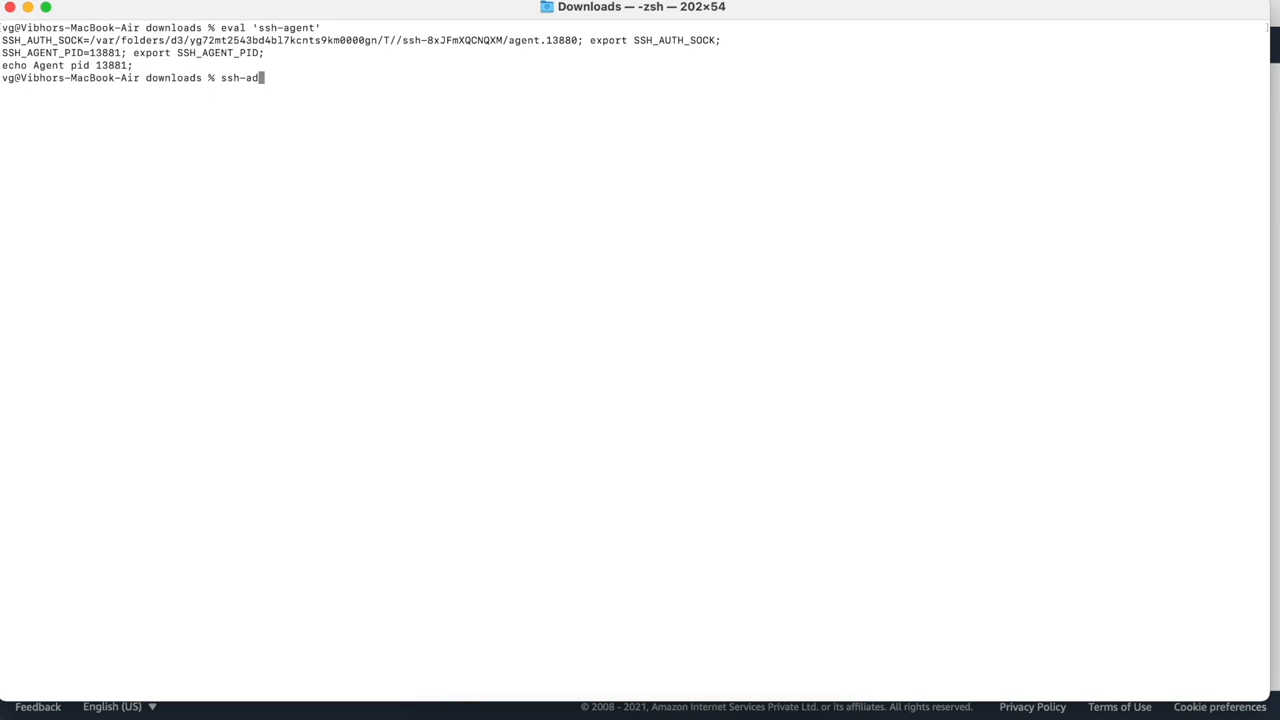 Downloads — -zsh — 202×54
vg@Vibhors-MacBook-Air downloads % eval 'ssh-agent'
SSH_AUTH_SOCK=/var/folders/d3/yg72mt2543bd4bl7kcnts9km0000gn/T//ssh-8xJFmXQCNQXM/agent.13880; export SSH_AUTH_SOCK;
SSH_AGENT_PID=13881; export SSH_AGENT_PID;
echo Agent pid 13881;
vg@Vibhors-MacBook-Air downloads % ssh-ad
Feedback English (US) ▼ © 2008 - 2021, Amazon Internet Services Private Ltd. or its affiliates. All rights reserved. Privacy Policy Terms of Use Cookie preferences